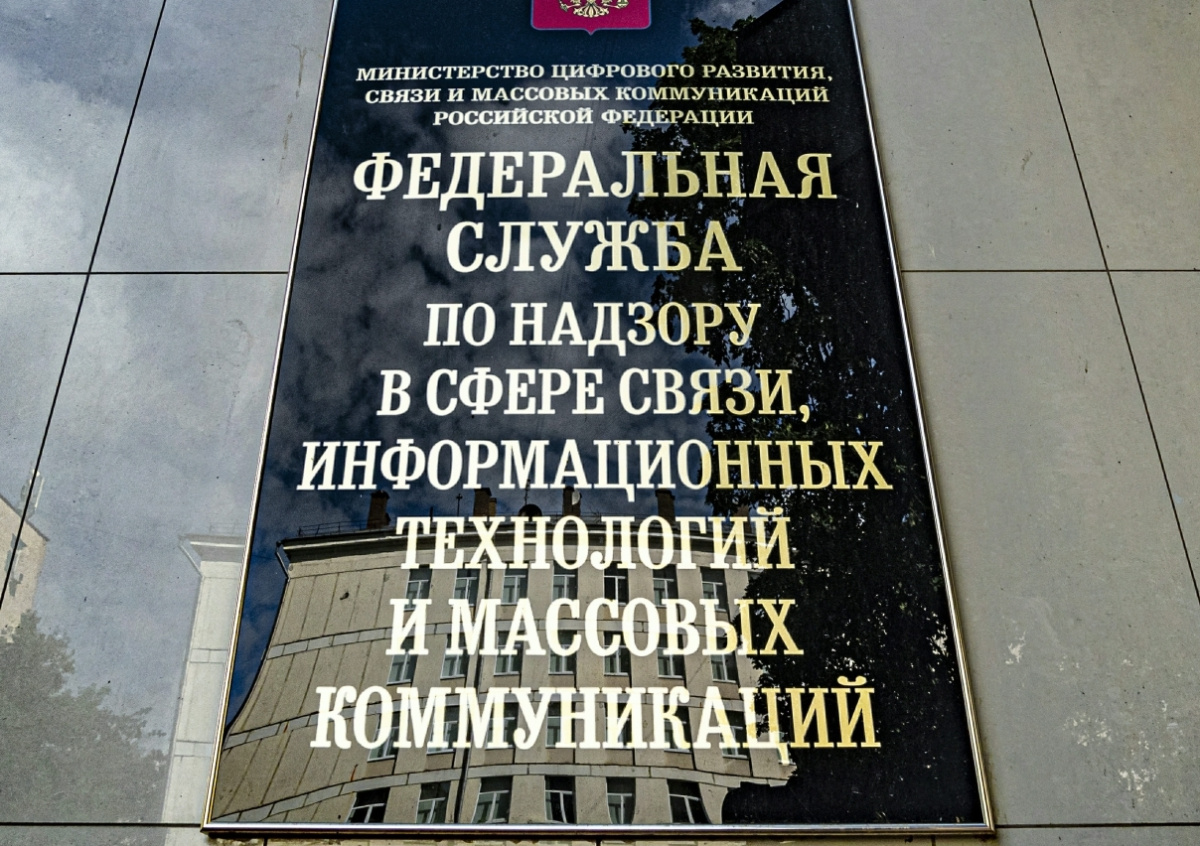 МИНИСТЕРСТВО ЦИФРОВОГО РАЗВИТИЯ,
СВЯЗИ И МАССОВЫХ КОММУНИКАЦИЙ
РОССИЙСКОЙ ФЕДЕРАЦИИ
ФЕДЕРАЛЬНАЯ
СЛУЖБА
ПО НАДЗОРУ
В СФЕРЕ СВЯЗИ,
ИНФОРМАЦИОННЫХ
ТЕХНОЛОГИЙ
И МАССОВЫХ
КОММУНИКАЦИЙ